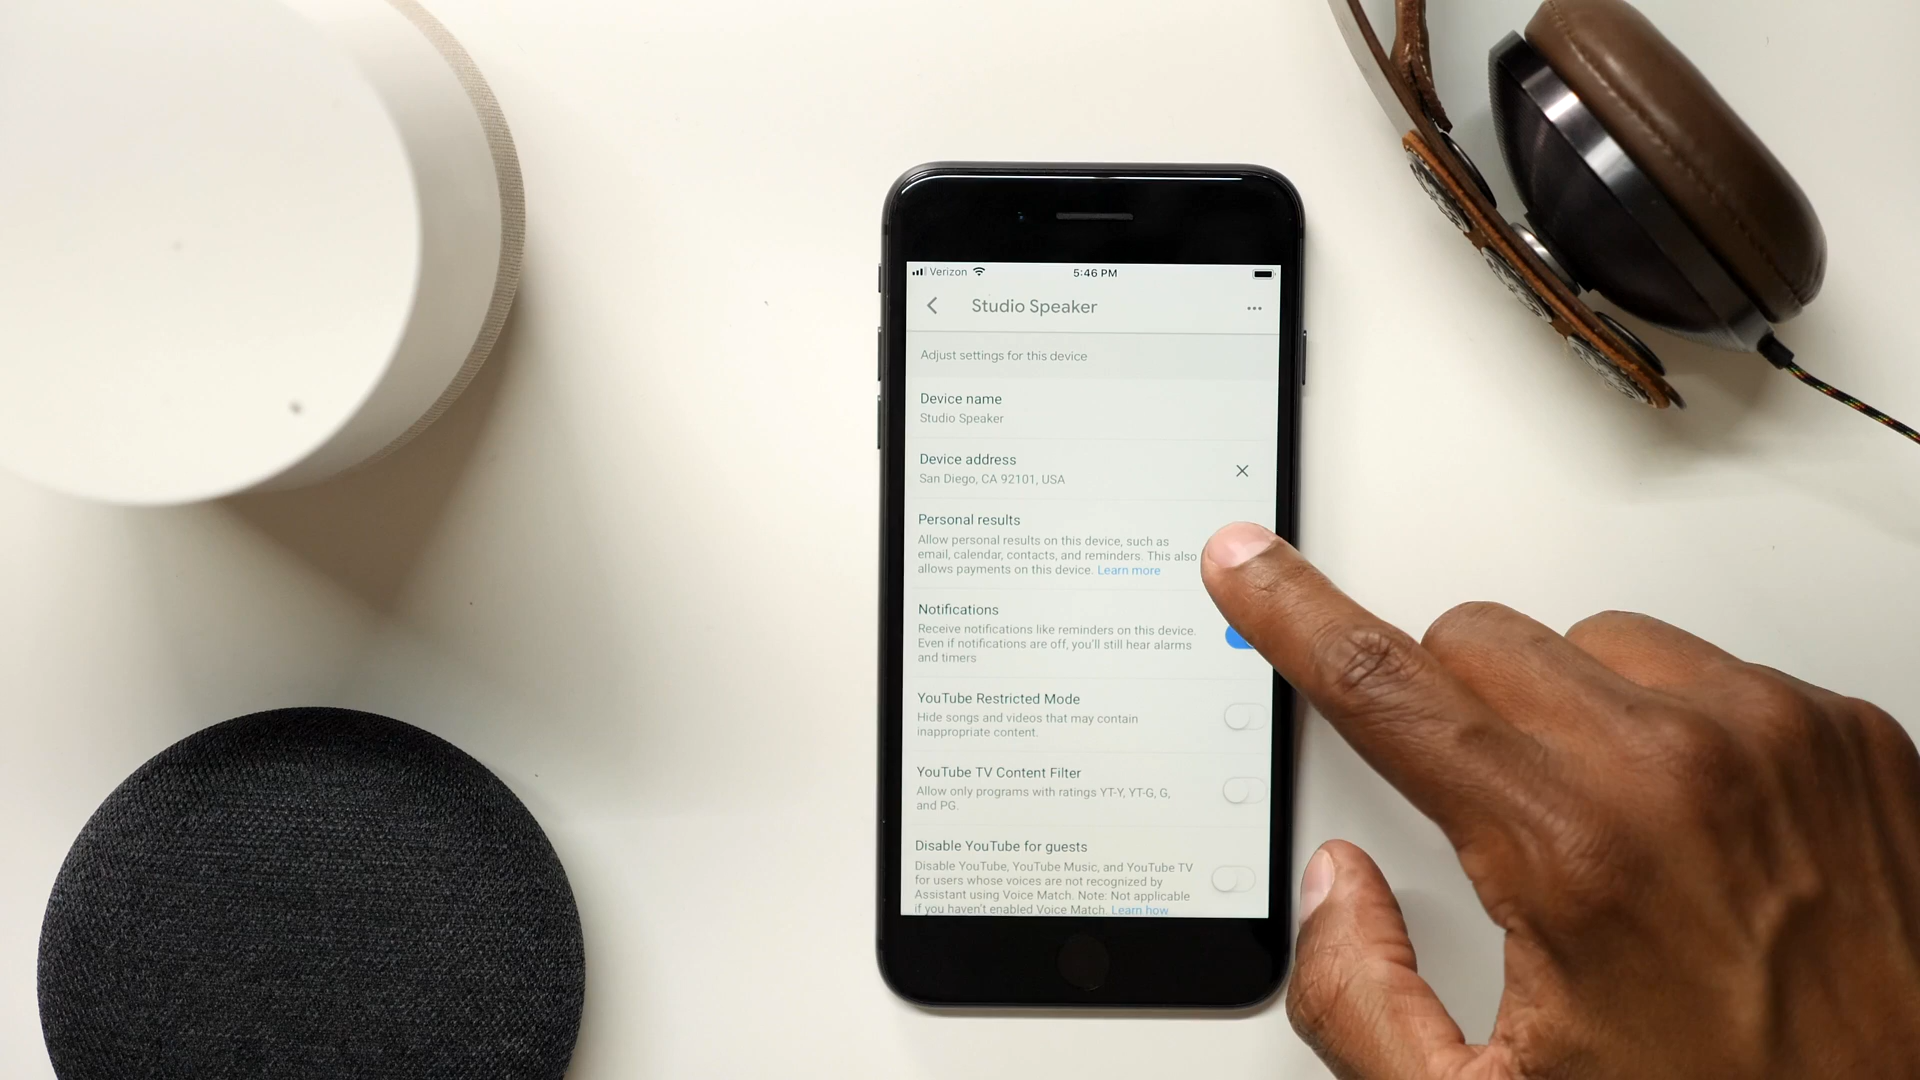 Verizon
5:46 PM
Studio Speaker
Adjust settings for this device
Device name
Studio Speaker
Device address
San Diego, CA 92101, USA
Personal results
Allow personal results on this device, such as
email, calendar, contacts, and reminders. This also
allows payments on this device. Learn more
Notifications
Receive notifications like reminders on this device.
Even if notifications are off, you'll still hear alarms
and timers
YouTube Restricted Mode
Hide songs and videos that may contain
inappropriate content.
YouTube TV Content Filter
Allow only programs with ratings YT-Y, YT-G, G,
and PG.
Disable YouTube for guests
Disable YouTube, YouTube Music, and YouTube TV
for users whose voices are not recognized by
Assistant using Voice Match. Note: Not applicable
if you haven't enabled Voice Match. Learn how